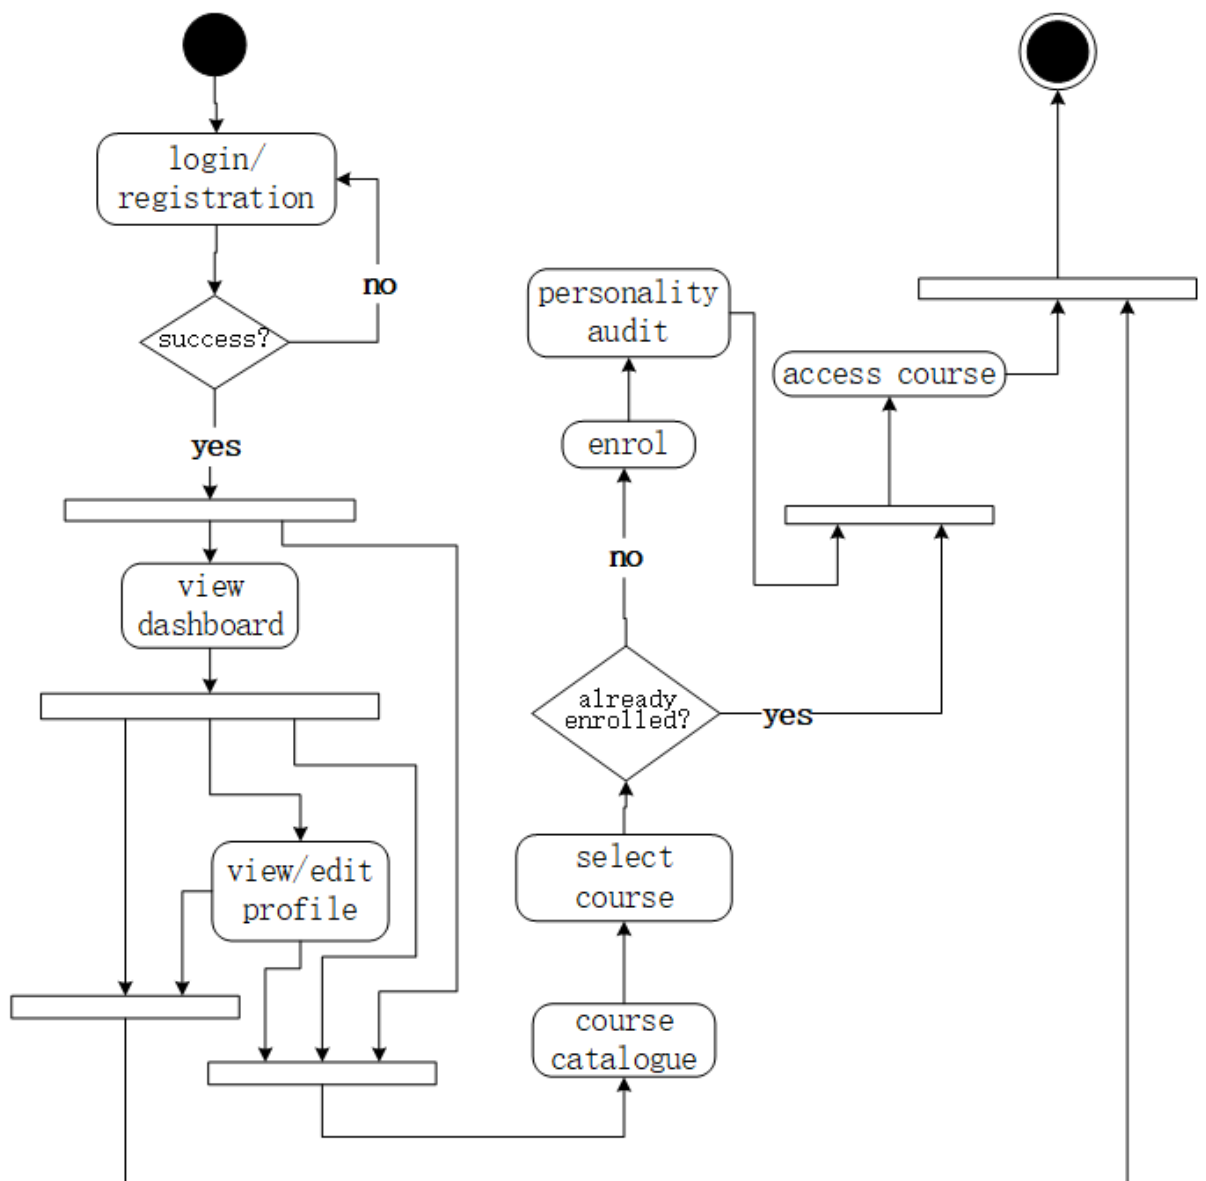 login/
registration
no
success?
yes
view
dashboard
view/edit
profile
personality
audit
access course
enrol
no
already
enrolled?
yes
select
course
course
catalogue